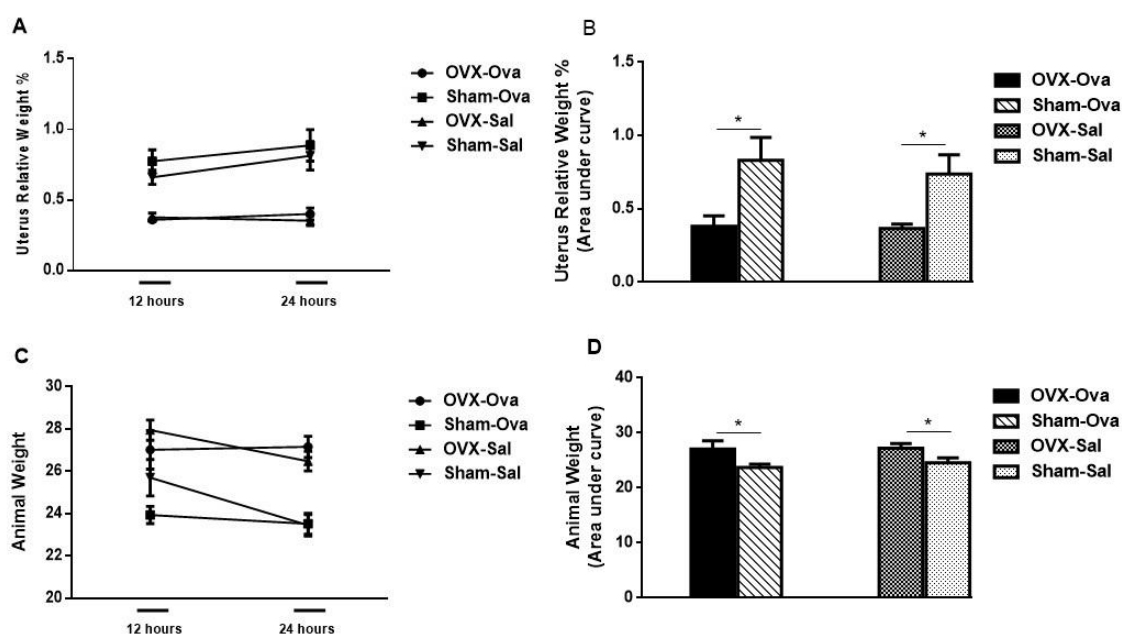 A
Uterus Relative Weight %
1.5
1.0
0.5
0.0
12 hours
24 hours
OVX-Ova
Sham-Ova
OVX-Sal
Sham-Sal
B
Uterus Relative Weight %
(Area under curve)
1.5
1.0
0.5
0.0
*
*
OVX-Ova
Sham-Ova
OVX-Sal
Sham-Sal
C
Animal Weight
30
28
26
24
22
20
12 hours
24 hours
OVX-Ova
Sham-Ova
OVX-Sal
Sham-Sal
D
Animal Weight
(Area under curve)
40
30
20
10
0
*
*
OVX-Ova
Sham-Ova
OVX-Sal
Sham-Sal